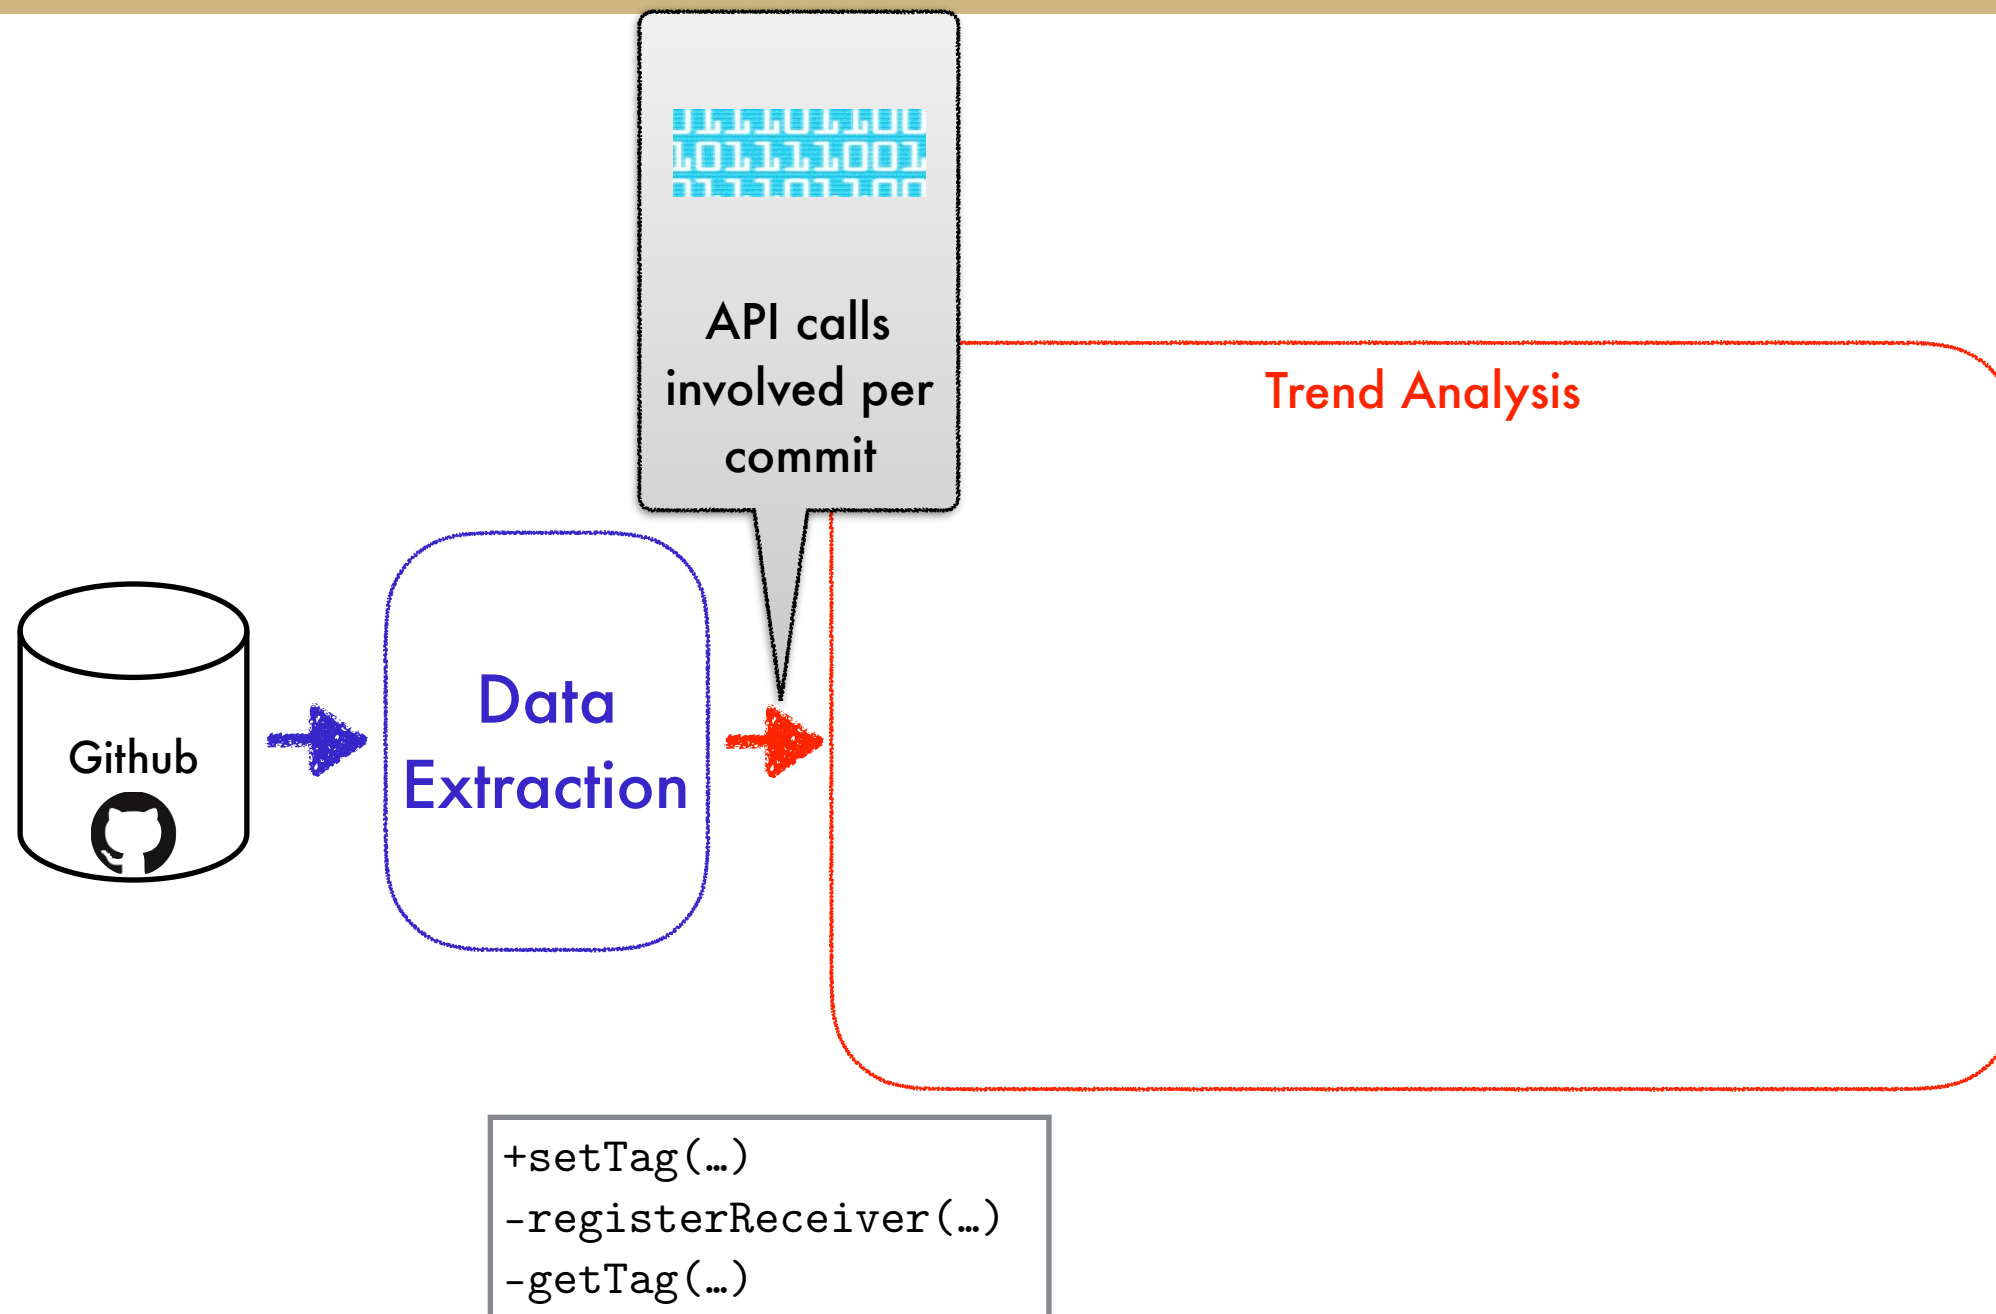 API calls
involved per
commit
Trend Analysis
Data
Extraction
Github
+setTag(…)
-registerReceiver(…)
-getTag(…)